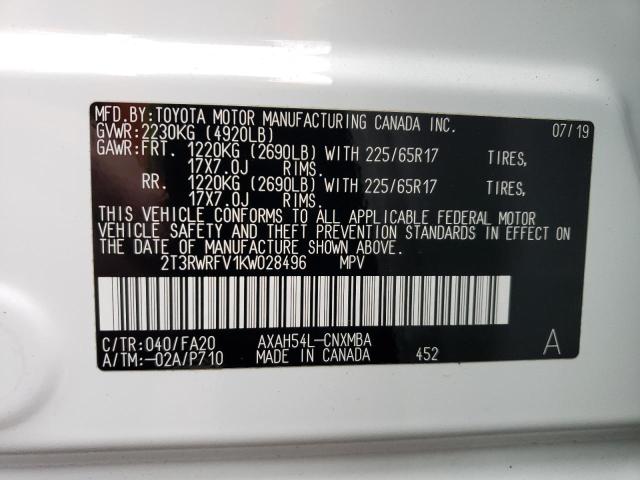 MFD.BY:TOYOTA MOTOR MANUFACTURING CANADA INC. 07/19
GVWR:2230KG (4920LB)
GAWR:FRT. 1220KG (2690LB) WITH 225/65R17 TIRES,
17X7.0J RIMS.
RR. 1220KG (2690LB) WITH 225/65R17 TIRES,
17X7.0J RIMS.
THIS VEHICLE CONFORMS TO ALL APPLICABLE FEDERAL MOTOR
VEHICLE SAFETY AND THEFT PREVENTION STANDARDS IN EFFECT ON
THE DATE OF MANUFACTURE SHOWN ABOVE.
2T3RWRFV1KW028496 MPV
C/TR:040/FA20 AXAH54L-CNXMBA A
A/TM:-02A/P710 MADE IN CANADA 452